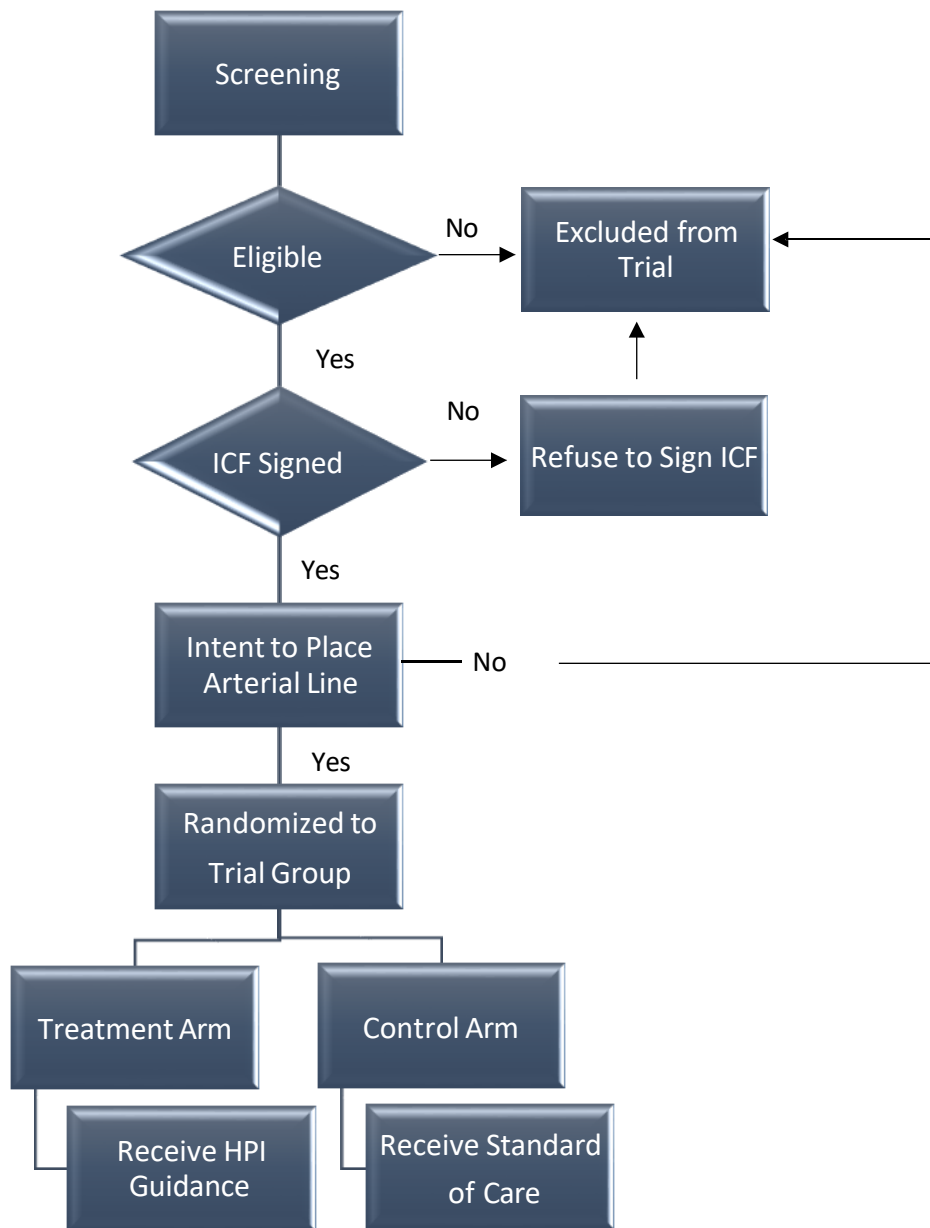 Screening
Eligible
No
Excluded from
Trial
Yes
ICF Signed
No
Refuse to Sign ICF
Yes
Intent to Place
Arterial Line
No
Yes
Randomized to
Trial Group
Treatment Arm
Control Arm
Receive HPI
Guidance
Receive Standard
of Care